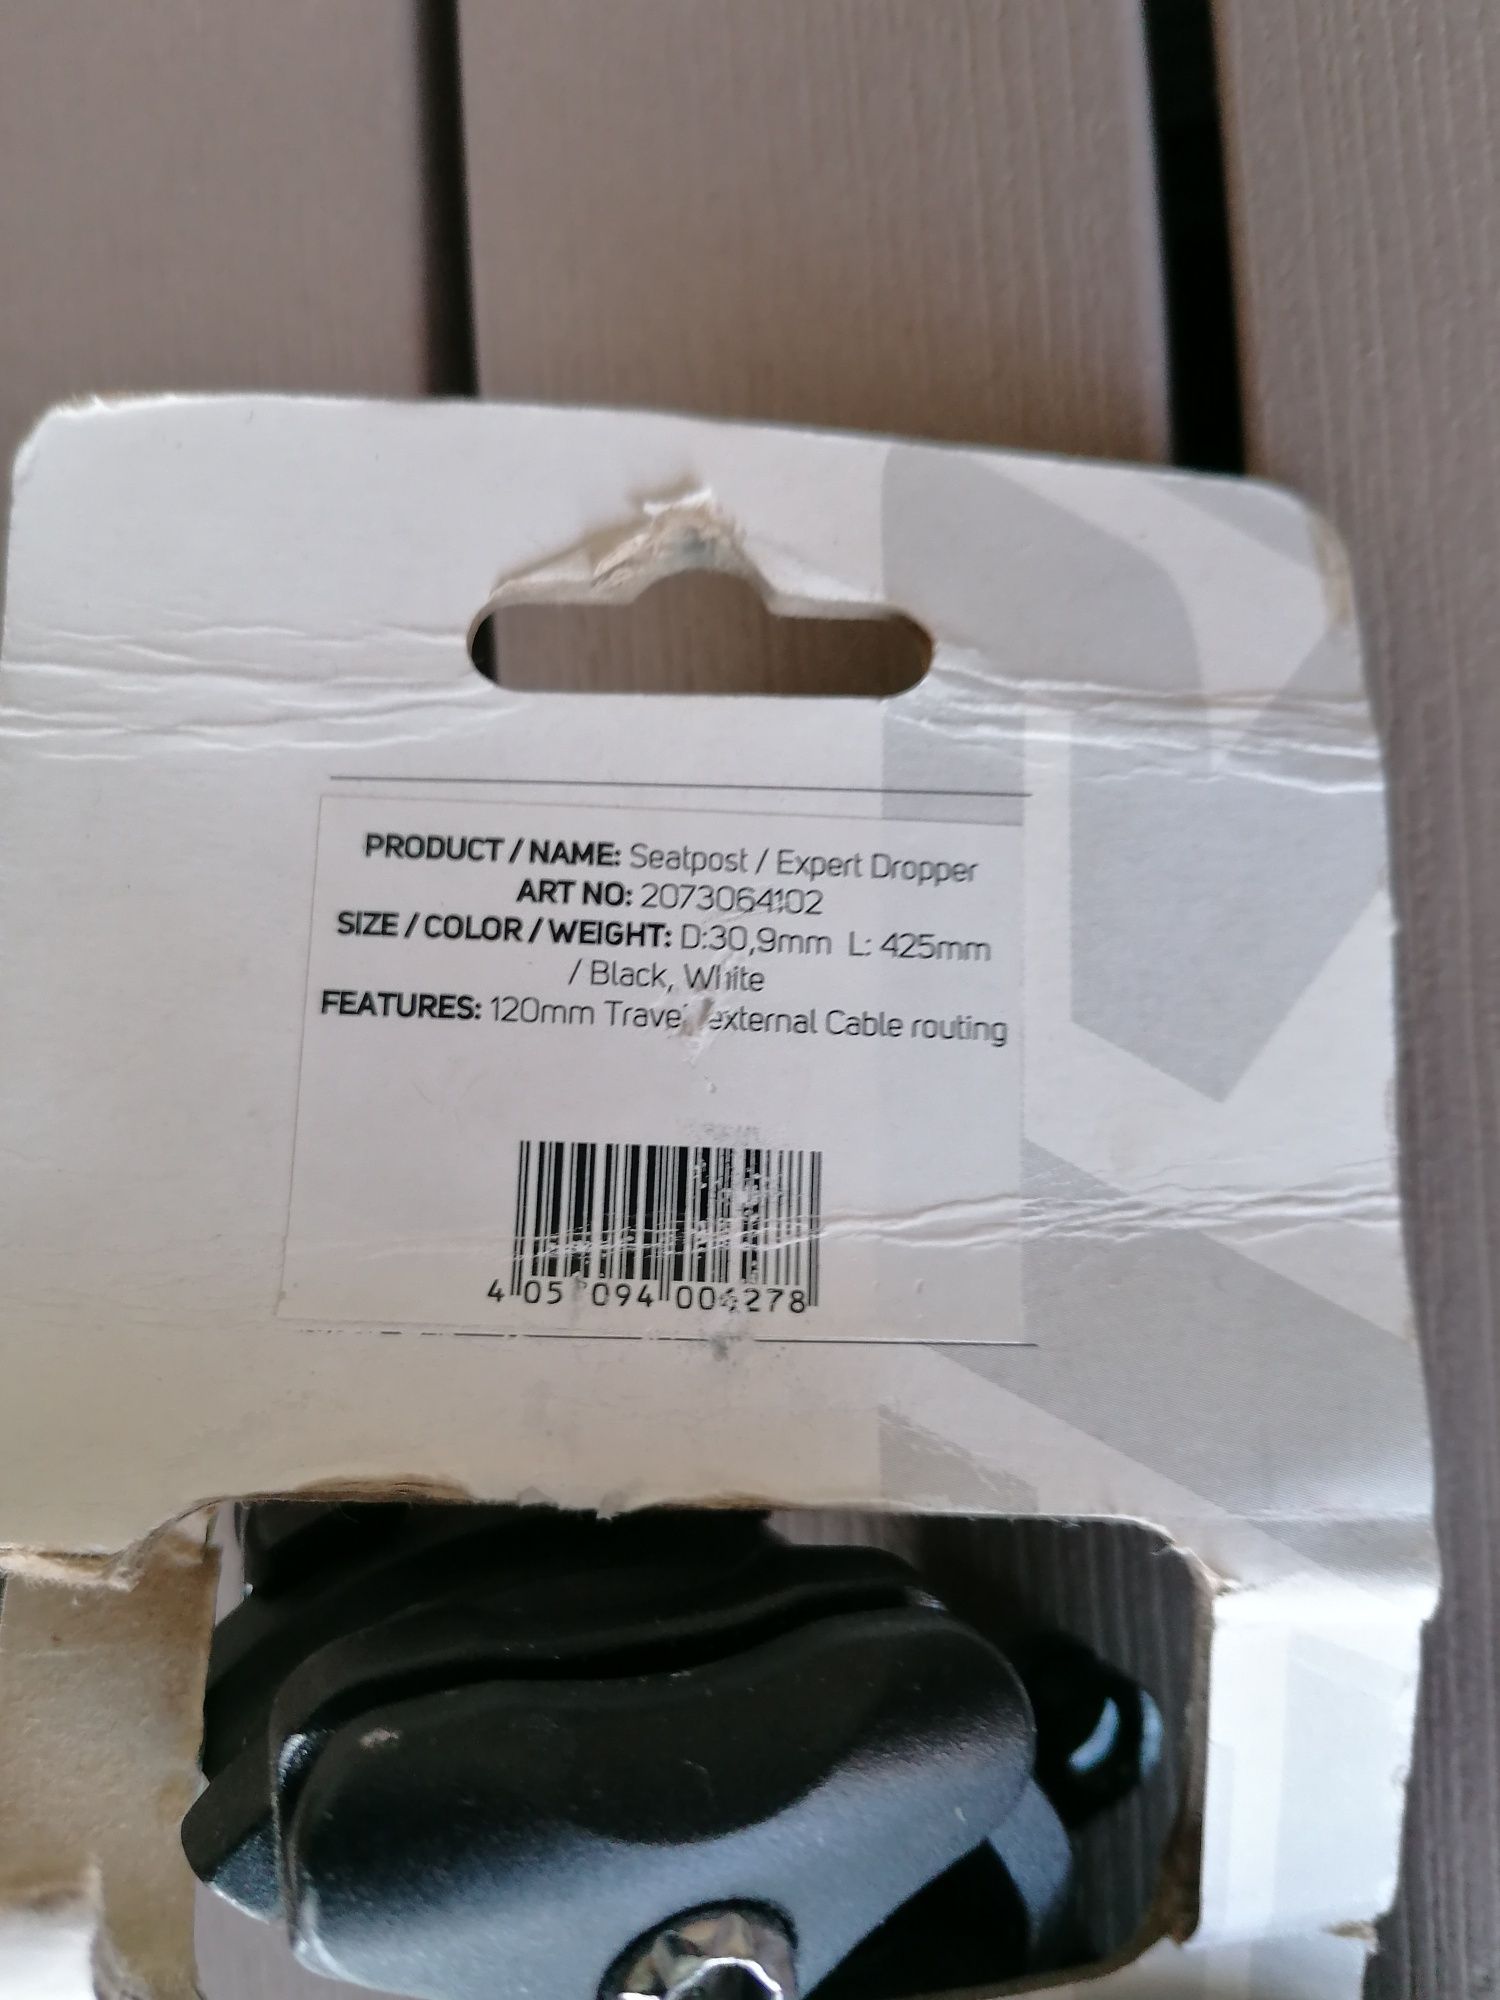 PRODUCT / NAME: Seatpost / Expert Dropper
ART NO: 2073064102
SIZE / COLOR / WEIGHT: D:30,9mm L: 425mm
/ Black, White
FEATURES: 120mm Travel external Cable routing
4 05 094 004278